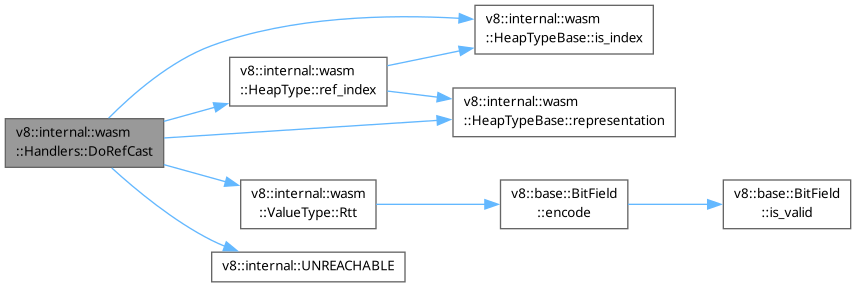 v8::internal::wasm
::HeapTypeBase::is_index
v8::internal::wasm
::HeapType::ref_index
v8::internal::wasm
::HeapTypeBase::representation
v8::internal::wasm
::Handlers::DoRefCast
v8::internal::wasm
::ValueType::Rtt
v8::base::BitField
::encode
v8::base::BitField
::is_valid
v8::internal::UNREACHABLE